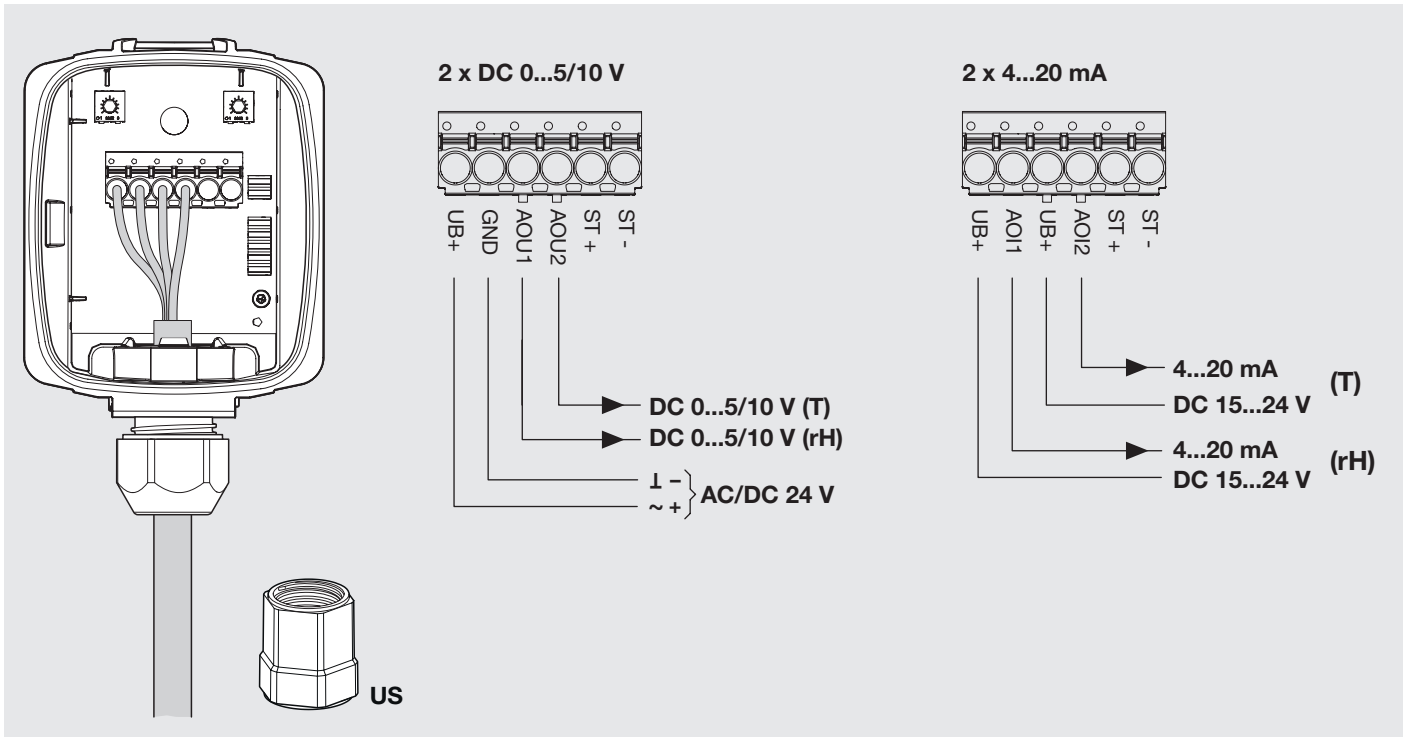 2 x DC 0...5/10 V
UB+
GND
AOU1
AOU2
ST +
ST -
DC 0...5/10 V (T)
DC 0...5/10 V (rH)
⊥ –
~ +
AC/DC 24 V
2 x 4...20 mA
UB+
AOI1
UB+
AOI2
ST +
ST -
4...20 mA
DC 15...24 V
(T)
4...20 mA
DC 15...24 V
(rH)
US